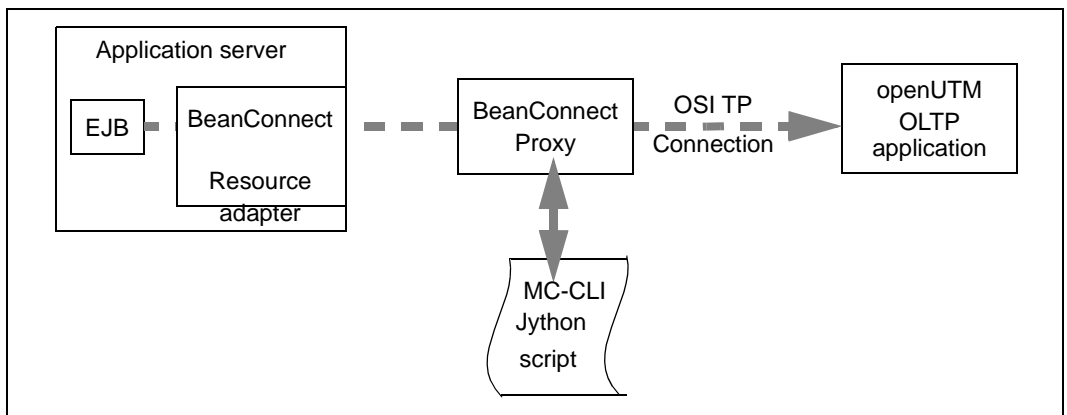 Application server
EJB
BeanConnect
Resource
adapter
BeanConnect
Proxy
OSI TP
Connection
openUTM
OLTP
application
MC-CLI
Jython
script